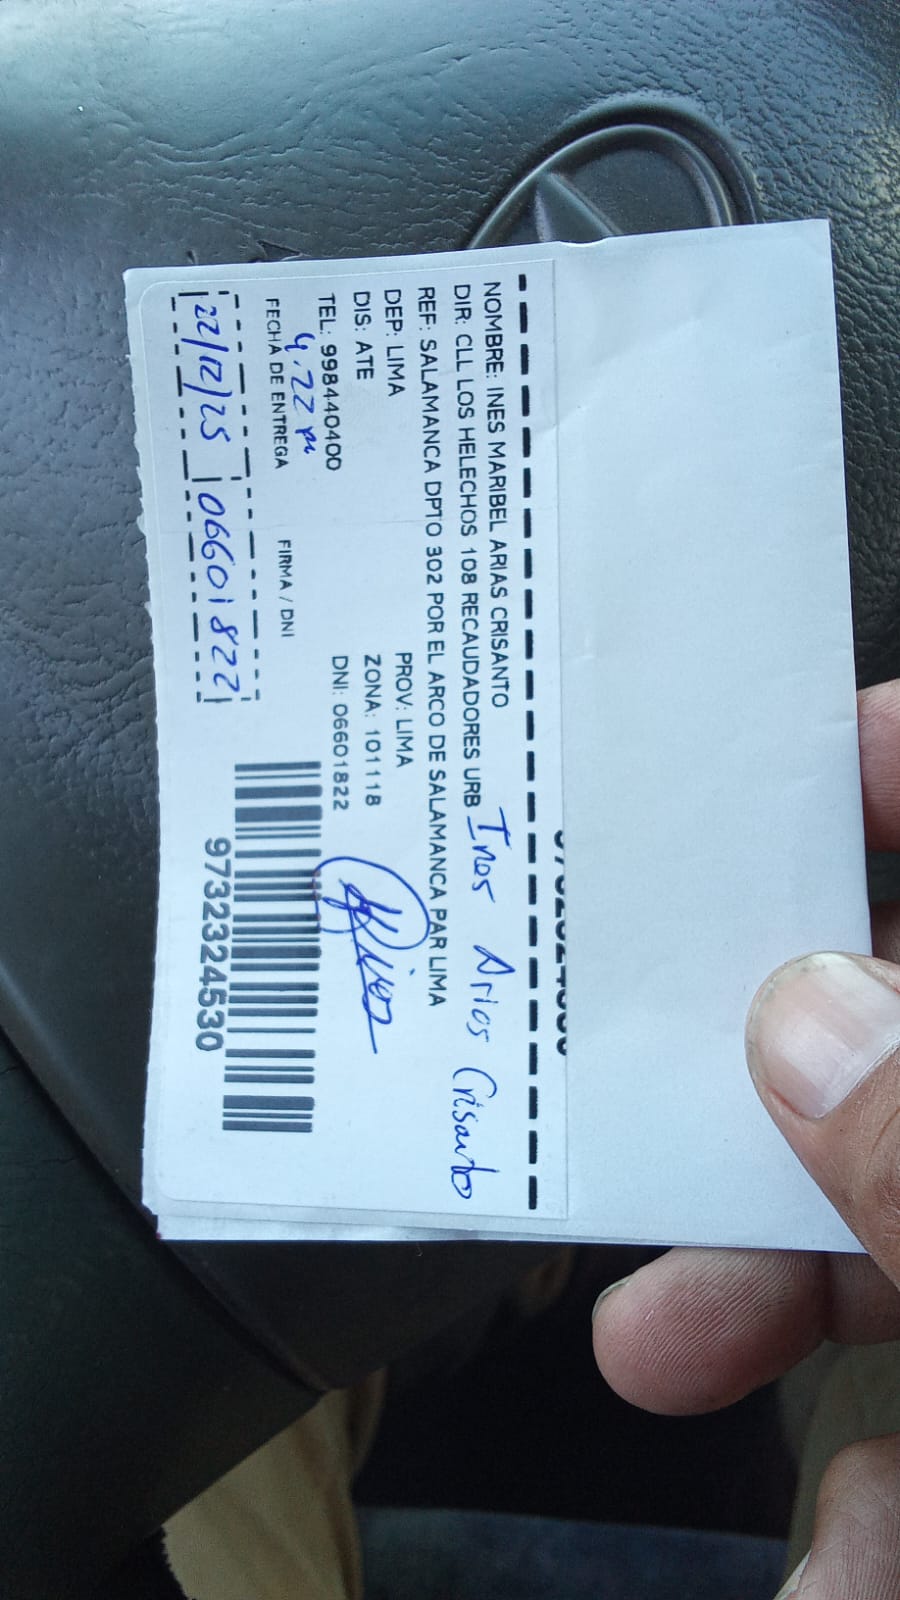 NOMBRE: INES MARIBEL ARIAS CRISANTO
DIR: CLL LOS HELECHOS 108 RECAUDADORES URB
Ines Arias Crisanto
REF: SALAMANCA DPTO 302 POR EL ARCO DE SALAMANCA PAR LIMA
DEP: LIMA PROV: LIMA
DIS: ATE ZONA: 101118
TEL: 99844040O DNI: 06601822
4.22 pm
FECHA DE ENTREGA FIRMA / DNI
22/12/25 06601822
9732324530